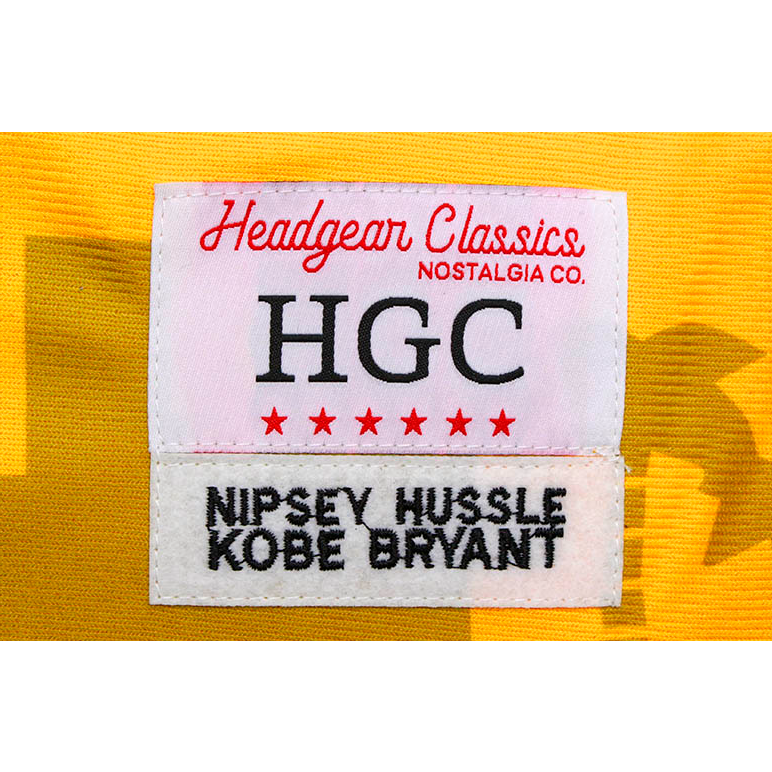 Headgear Classics
NOSTALGIA CO.
HGC
NIPSEY HUSSLE
KOBE BRYANT